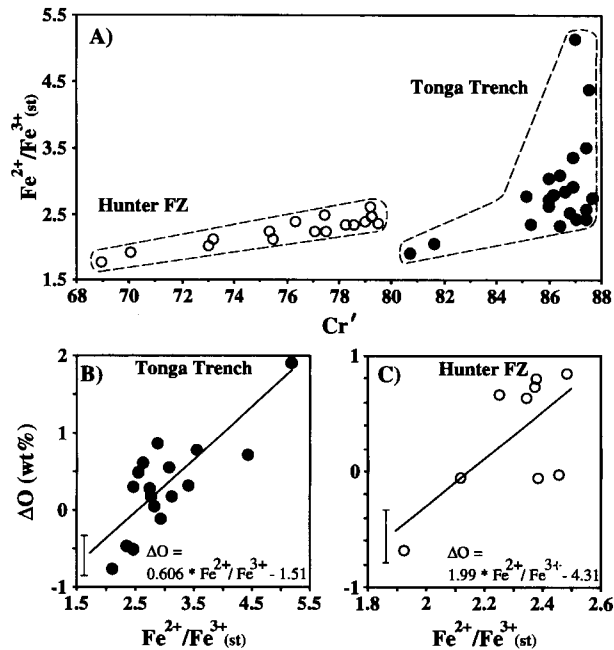 A)
5.5
4.5
3.5
2.5
1.5
Fe²⁺/Fe³⁺(st)
Tonga Trench
Hunter FZ
68 70 72 74 76 78 80 82 84 86 88
Cr′
B) Tonga Trench
2
1
0
-1
ΔO (wt%)
ΔO =
0.606 * Fe²⁺/Fe³⁺ - 1.51
1.5 2.5 3.5 4.5 5.5
Fe²⁺/Fe³⁺(st)
C) Hunter FZ
1
0
-1
ΔO =
1.99 * Fe²⁺/Fe³⁺ - 4.31
1.8 2 2.2 2.4 2.6
Fe²⁺/Fe³⁺(st)